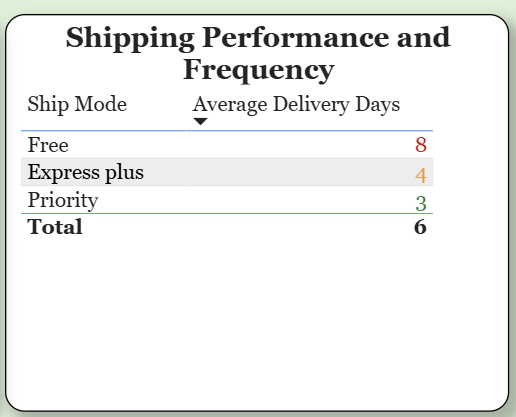 Shipping Performance and
Frequency
Ship Mode Average Delivery Days
Free 8
Express plus 4
Priority 3
Total 6